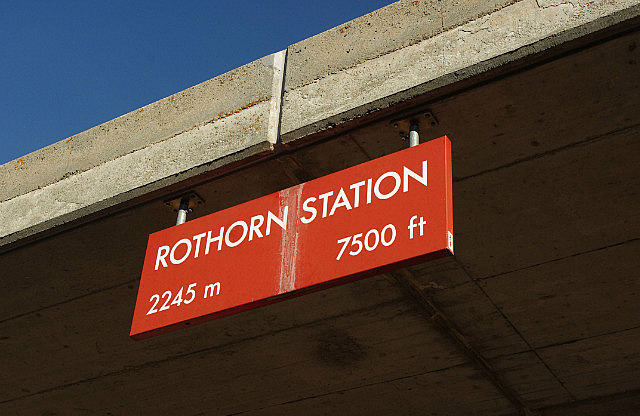 ROTHORN STATION
2245 m 7500 ft